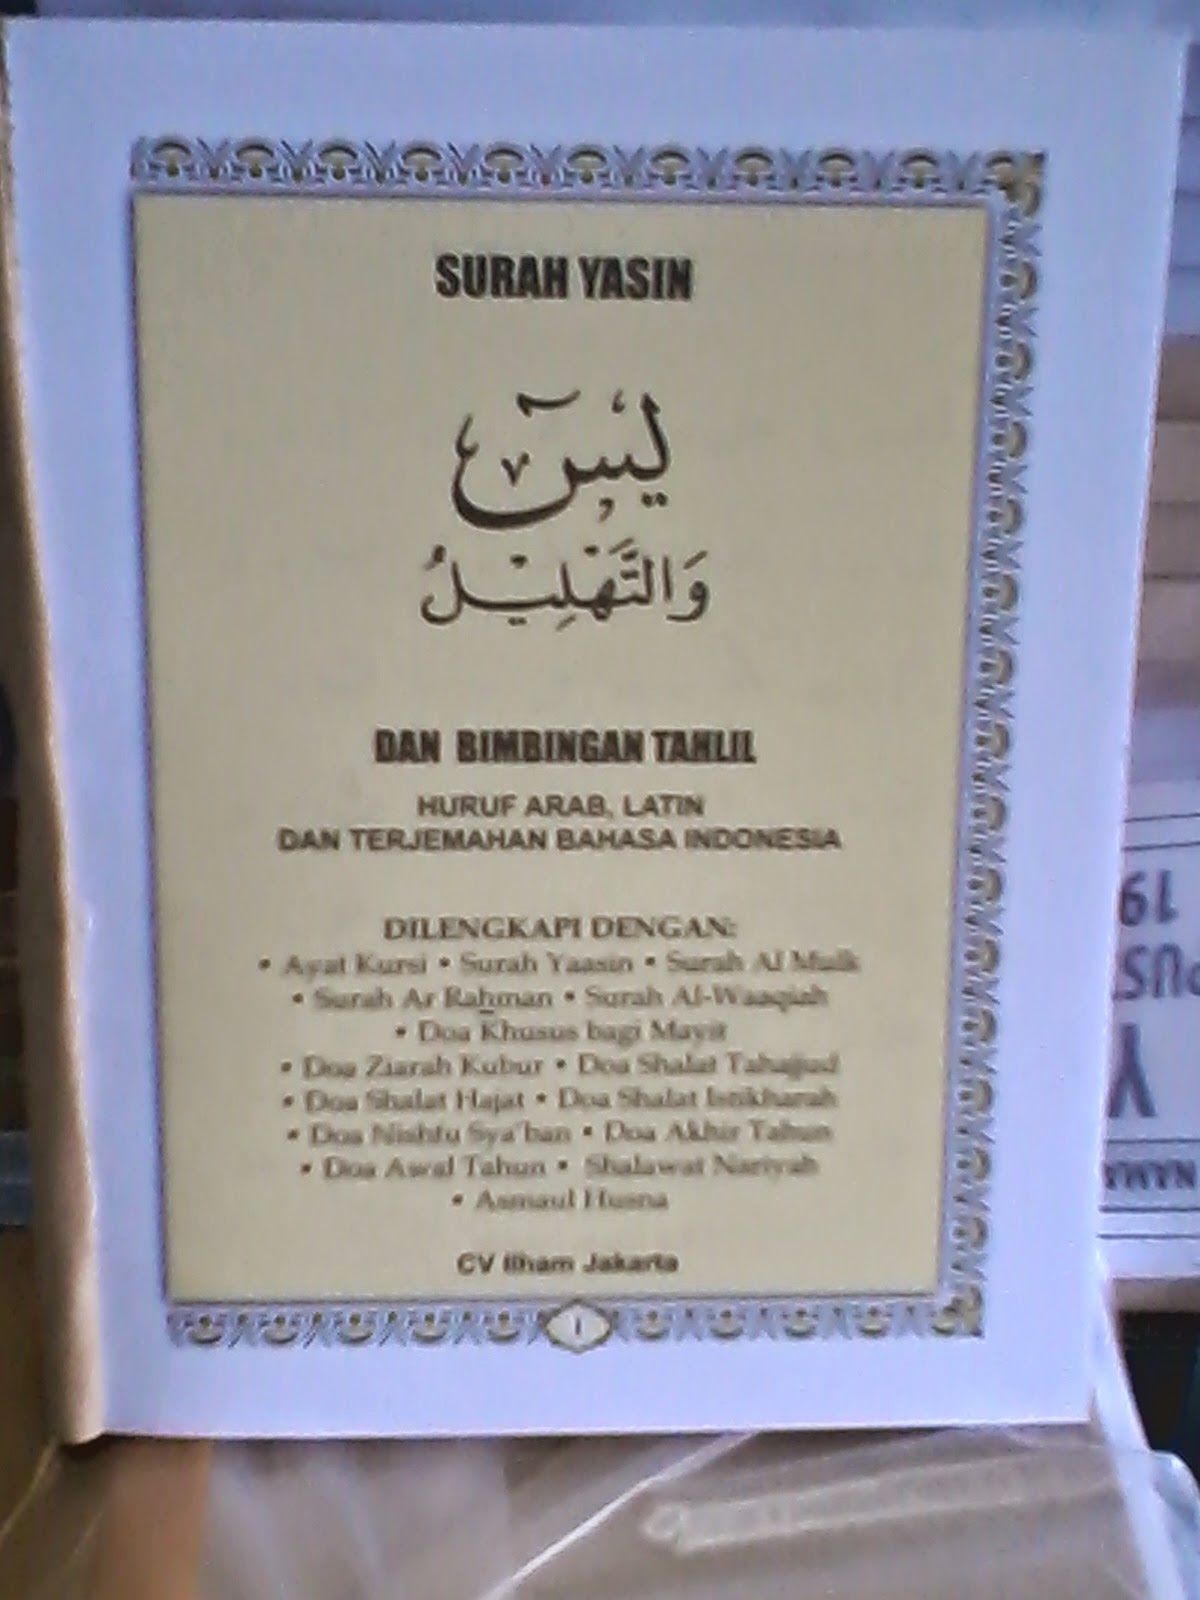 SURAH YASIN
يٰسٓ
وَالتَّهْلِيْلُ
DAN BIMBINGAN TAHLIL
HURUF ARAB, LATIN
DAN TERJEMAHAN BAHASA INDONESIA
DILENGKAPI DENGAN:
• Ayat Kursi • Surah Yaasin • Surah Al Mulk
• Surah Ar Rahman • Surah Al-Waaqiah
• Doa Khusus bagi Mayit
• Doa Ziarah Kubur • Doa Shalat Tahajjud
• Doa Shalat Hajat • Doa Shalat Istikharah
• Doa Nishfu Sya'ban • Doa Akhir Tahun
• Doa Awal Tahun • Shalawat Nariyah
• Asmaul Husna
CV Ilham Jakarta
١